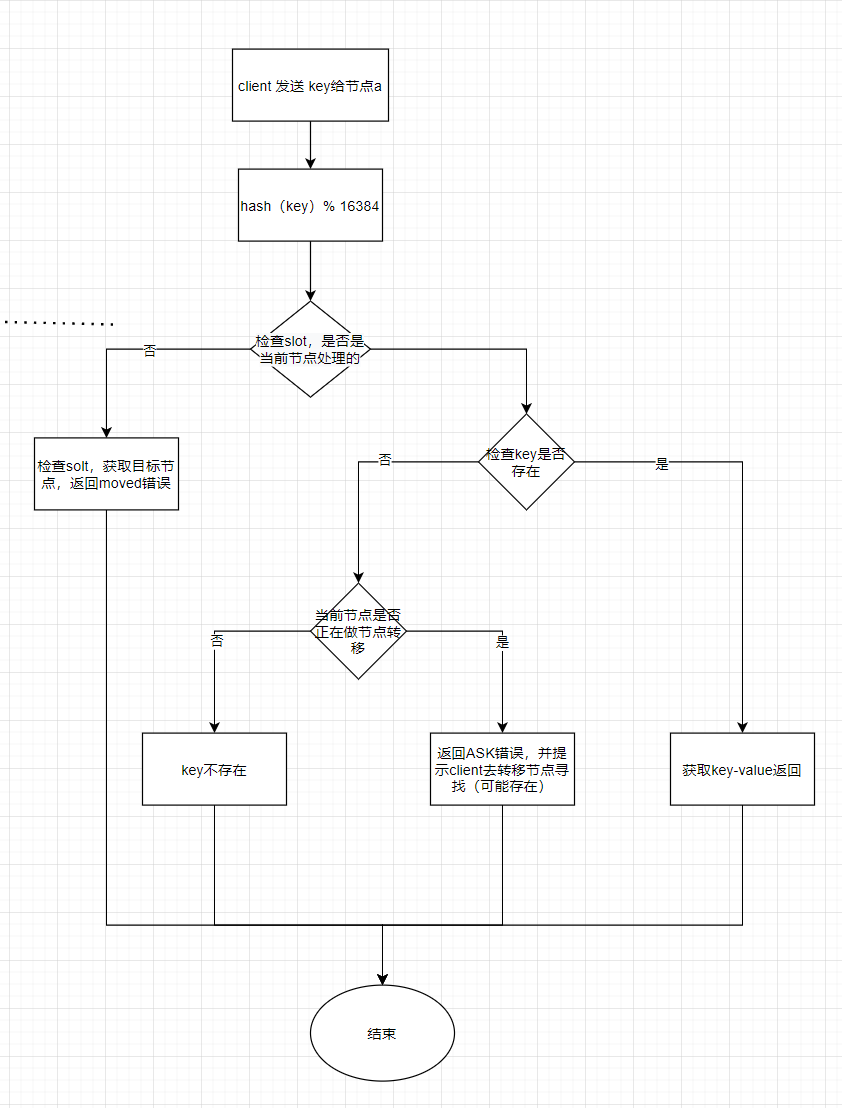 client 发送 key给节点a
hash（key）% 16384
检查slot，是否是
当前节点处理的
否
检查solt，获取目标节
点，返回moved错误
检查key是否
存在
否
是
当前节点是否
正在做节点转
移
否
是
key不存在
返回ASK错误，并提
示client去转移节点寻
找（可能存在）
获取key-value返回
结束